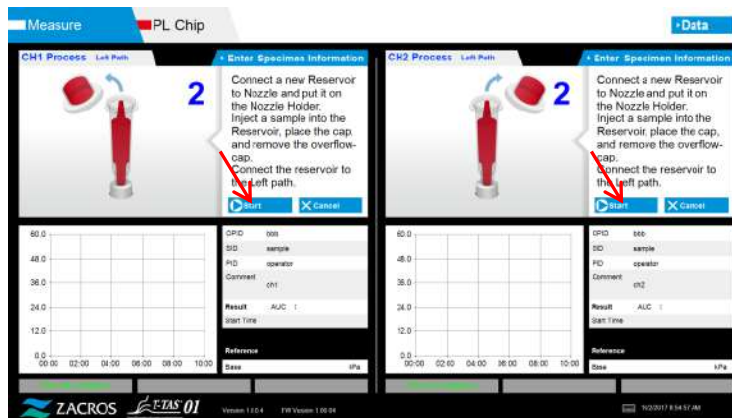 Measure
PL Chip
Data
CH1 Process Left Path
Enter Specimen Information
2
Connect a new Reservoir
to Nozzle and put it on
the Nozzle Holder.
Inject a sample into the
Reservoir, place the cap,
and remove the overflow-
cap.
Connect the reservoir to
the Left path.
Start
Cancel
60.0
48.0
36.0
24.0
12.0
0.0
00:00 02:00 04:00 06:00 08:00 10:00
OPID bbb
SID sample
PID operator
Comment
ch1
Result AUC :
Start Time
Reference
Base kPa
CH2 Process Left Path
Enter Specimen Information
2
Connect a new Reservoir
to Nozzle and put it on
the Nozzle Holder.
Inject a sample into the
Reservoir, place the cap,
and remove the overflow-
cap.
Connect the reservoir to
the Left path.
Start
Cancel
60.0
48.0
36.0
24.0
12.0
0.0
00:00 02:00 04:00 06:00 08:00 10:00
OPID bbb
SID sample
PID operator
Comment
ch2
Result AUC :
Start Time
Reference
Base kPa
ZACROS T-TAS 01